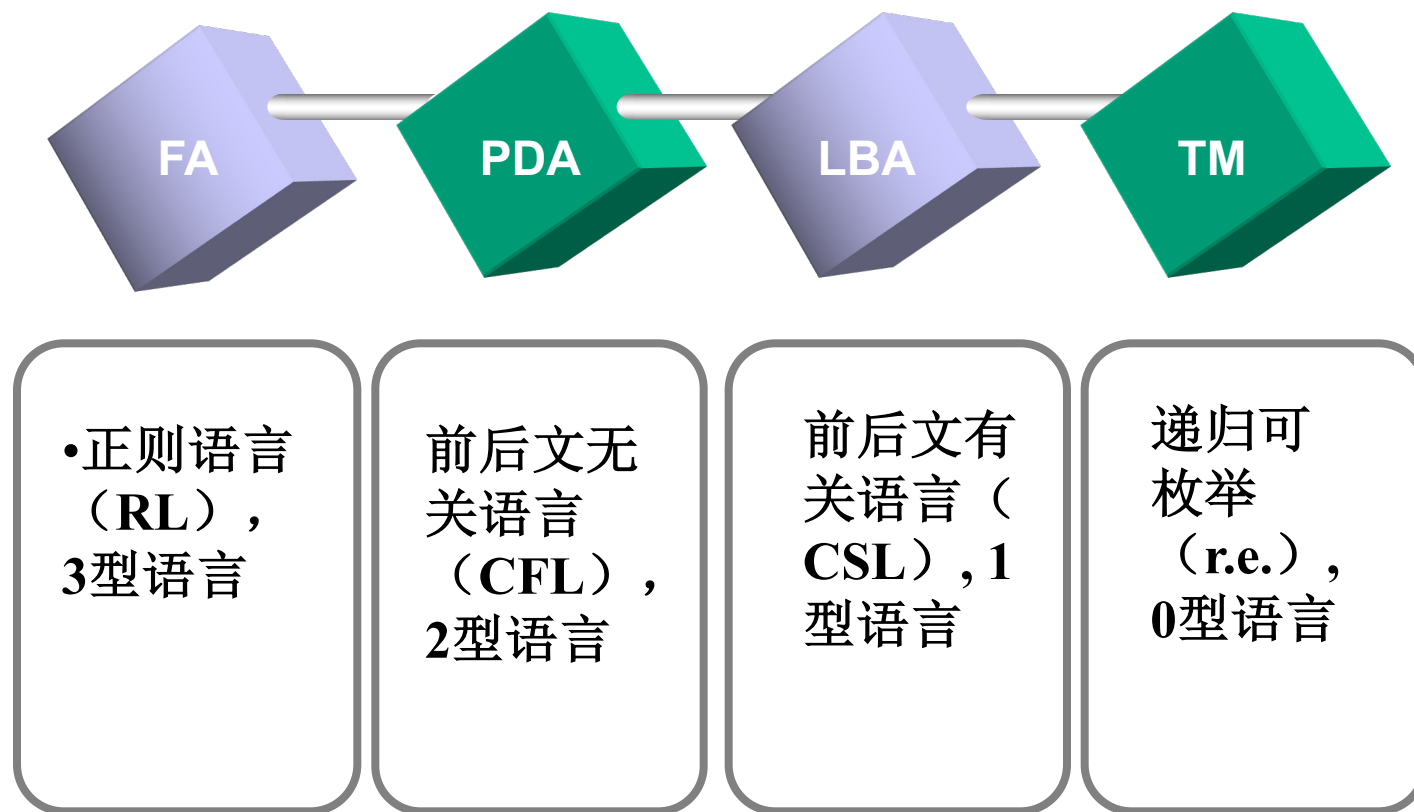 FA
PDA
LBA
TM
•正则语言
（RL），
3型语言
前后文无
关语言
（CFL），
2型语言
前后文有
关语言（
CSL）, 1
型语言
递归可
枚举
（r.e.）,
0型语言